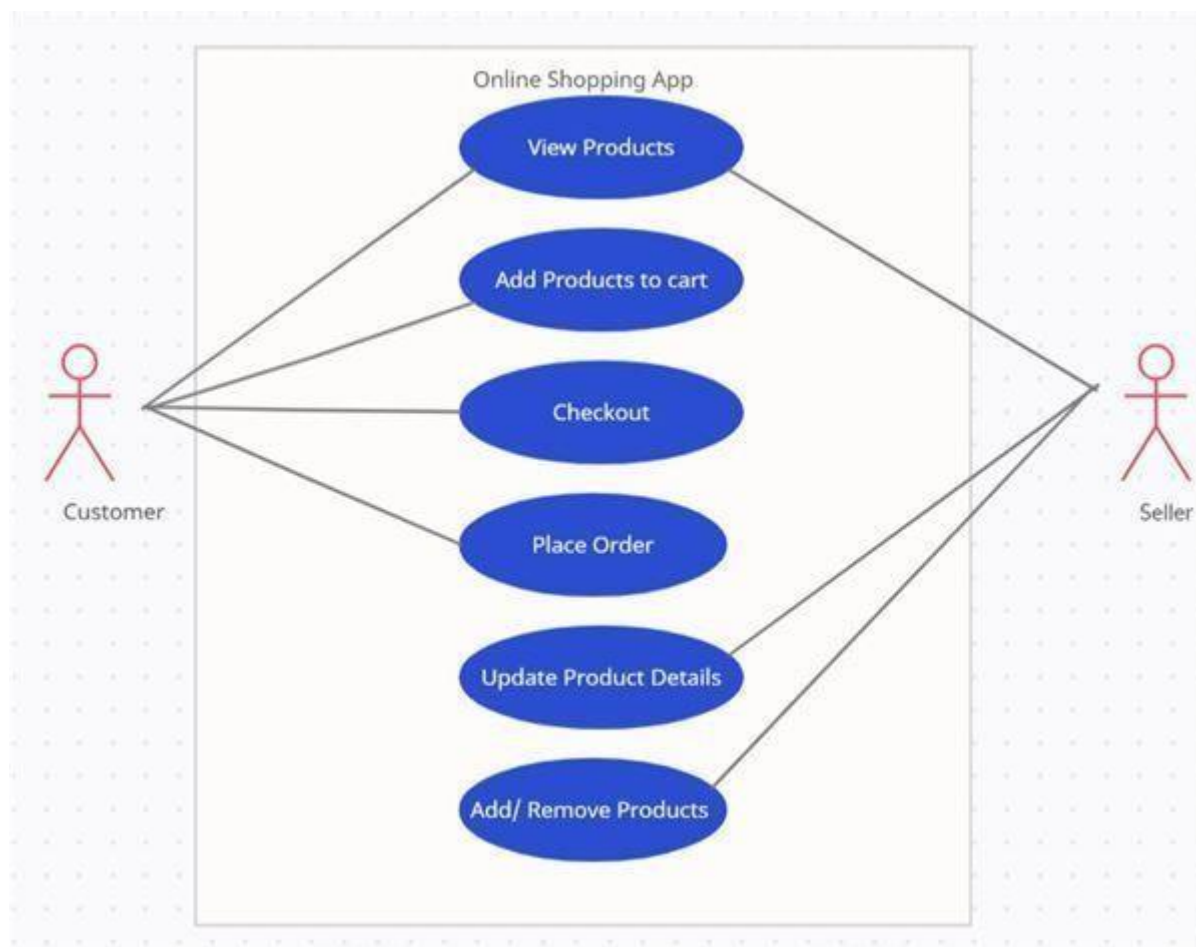 Online Shopping App
View Products
Add Products to cart
Checkout
Customer
Seller
Place Order
Update Product Details
Add/ Remove Products